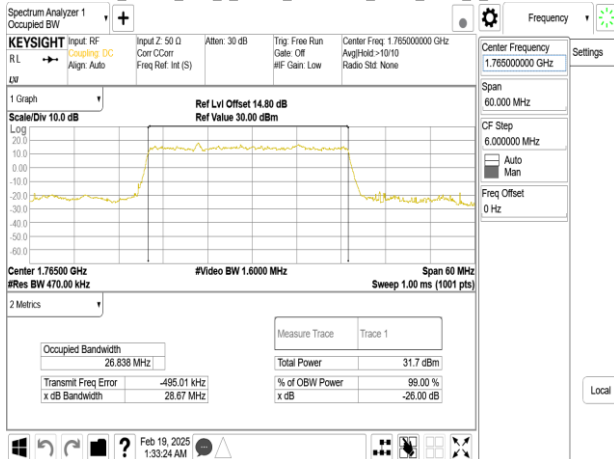 Spectrum Analyzer 1
Occupied BW
Frequency
KEYSIGHT
RL
LXI
Input: RF
Coupling: DC
Align: Auto
Input Z: 50 Ω
Corr CCorr
Freq Ref: Int (S)
Atten: 30 dB
Trig: Free Run
Gate: Off
#IF Gain: Low
Center Freq: 1.765000000 GHz
Avg|Hold:>10/10
Radio Std: None
Center Frequency
1.765000000 GHz
Settings
Span
60.000 MHz
CF Step
6.000000 MHz
Auto
Man
Freq Offset
0 Hz
Local
1 Graph
Scale/Div 10.0 dB
Ref Lvl Offset 14.80 dB
Ref Value 30.00 dBm
Log
20.0
10.0
0.00
-10.0
-20.0
-30.0
-40.0
-50.0
-60.0
Center 1.76500 GHz
#Video BW 1.6000 MHz
Span 60 MHz
#Res BW 470.00 kHz
Sweep 1.00 ms (1001 pts)
2 Metrics
Measure Trace Trace 1
Occupied Bandwidth
26.838 MHz
Total Power 31.7 dBm
Transmit Freq Error -495.01 kHz
% of OBW Power 99.00 %
x dB Bandwidth 28.67 MHz
x dB -26.00 dB
?
Feb 19, 2025
1:33:24 AM